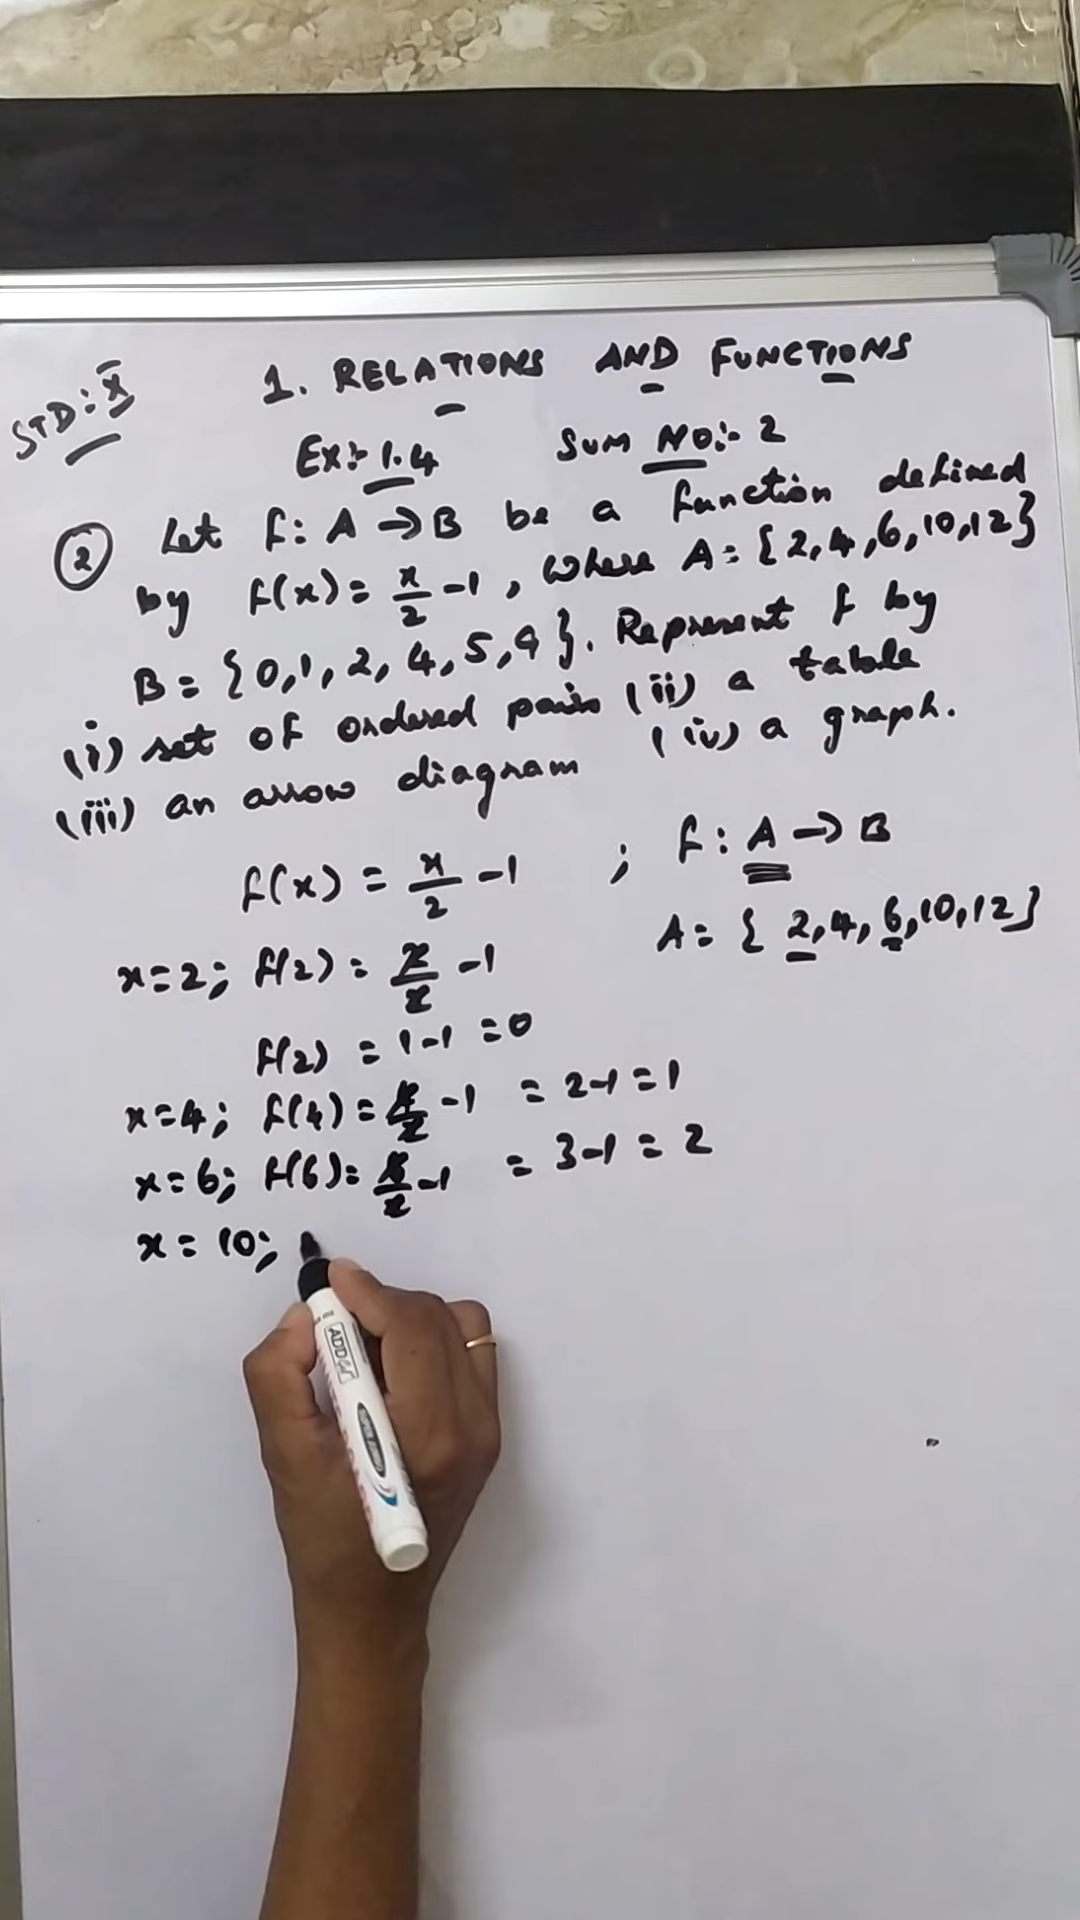 STD:- X
1. RELATIONS AND FUNCTIONS
Ex:- 1.4 Sum NO:- 2
② Let f: A → B be a function defined
by f(x) = x/2 - 1, where A = {2, 4, 6, 10, 12}
B = {0, 1, 2, 4, 5, 9}. Represent f by
(i) set of ordered pairs (ii) a table
(iii) an arrow diagram (iv) a graph.
f(x) = x/2 - 1 ; f: A → B
A = {2, 4, 6, 10, 12}
x = 2; f(2) = 2/2 - 1
f(2) = 1 - 1 = 0
x = 4; f(4) = 4/2 - 1 = 2 - 1 = 1
x = 6; f(6) = 6/2 - 1 = 3 - 1 = 2
x = 10;
ADD Gel